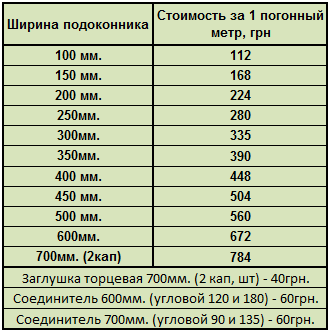 Ширина подоконника
Стоимость за 1 погонный
метр, грн
100 мм. 112
150 мм. 168
200 мм. 224
250мм. 280
300мм. 335
350мм. 390
400 мм. 448
450 мм. 504
500 мм. 560
600мм. 672
700мм. (2кап) 784
Заглушка торцевая 700мм. (2 кап, шт) - 40грн.
Соединитель 600мм. (угловой 120 и 180) - 60грн.
Соединитель 700мм. (угловой 90 и 135) - 60грн.